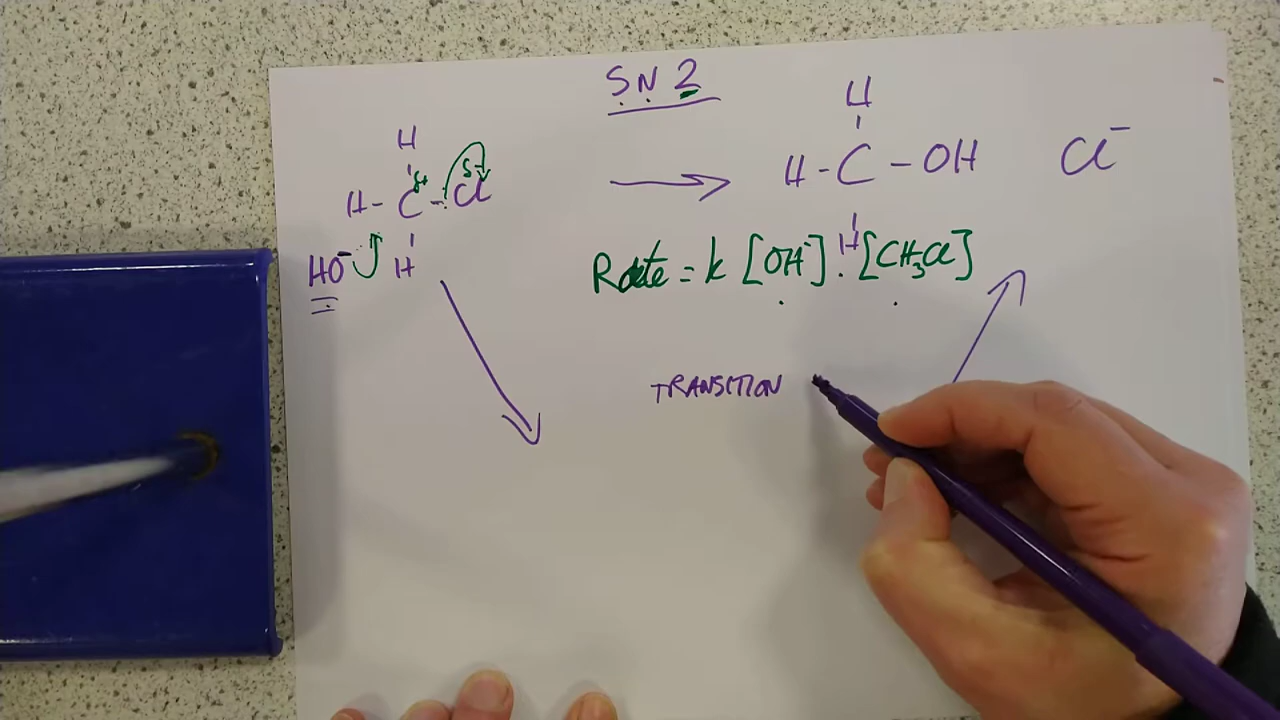 SN2
H
H - C δ+ - Cl δ-
HO⁻ H
→
H
H - C - OH Cl⁻
H
Rate = k [OH⁻] . [CH₃Cl]
TRANSITION